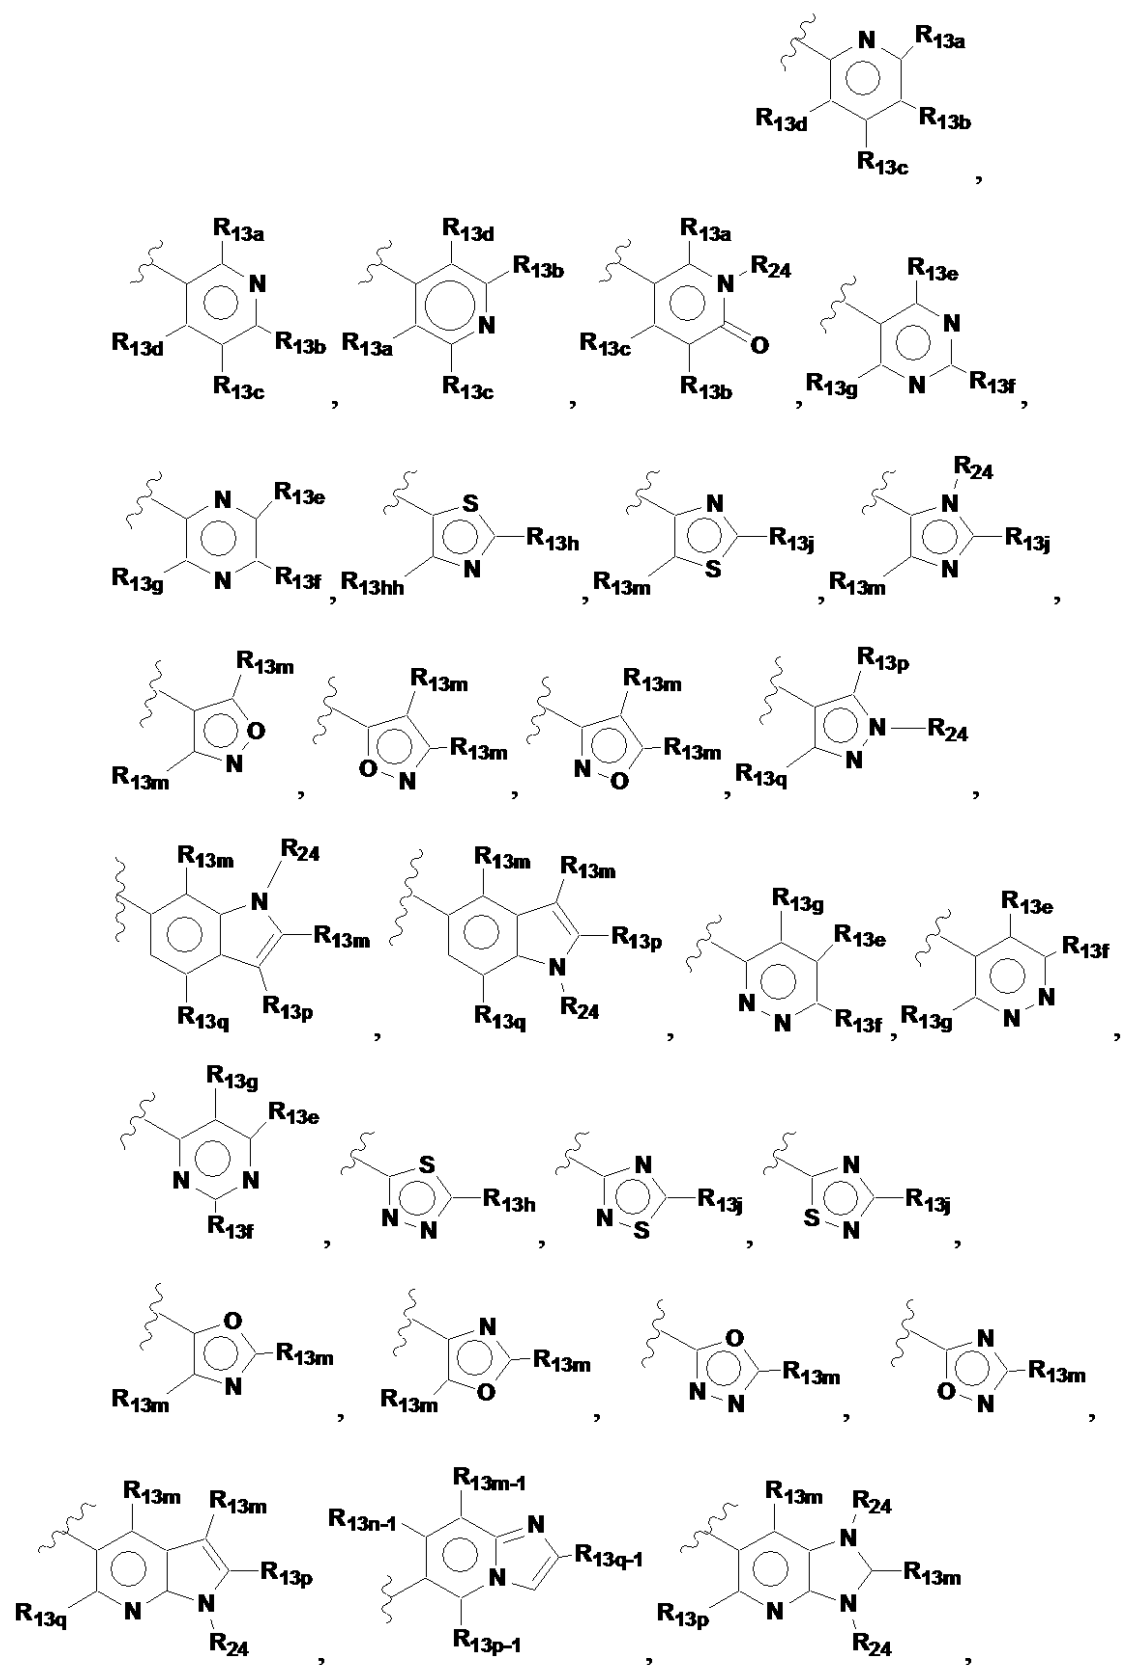 N R13a
R13d R13b
R13c ,
R13a R13d R13a R13e
N R13b N R24 N
R13d R13b R13a N R13c O R13g N R13f
R13c , R13c , R13b , ,
N R13e S N R24 N
R13h R13j R13j
R13g N R13f , R13hh N , R13m S , R13m N ,
R13m R13m R13m R13p
O R13m R13m N R24
R13m N , O N , N O , R13q N ,
R13m R24 N R13m R13m R13g R13e
R13m R13p R13e R13f
R13q R13p , N R24 R13q , N N R13f , R13g N N ,
R13g R13e
N N S N N
R13h R13j R13j
R13f , N N , N S , S N ,
O N O N
R13m R13m R13m R13m
R13m N , R13m O , N N , O N ,
R13m R13m R13m-1 R13m R24
R13n-1 N N
R13p R13q-1 R13m
R13q N N N R13p N N
R24 , R13p-1 , R24 ,